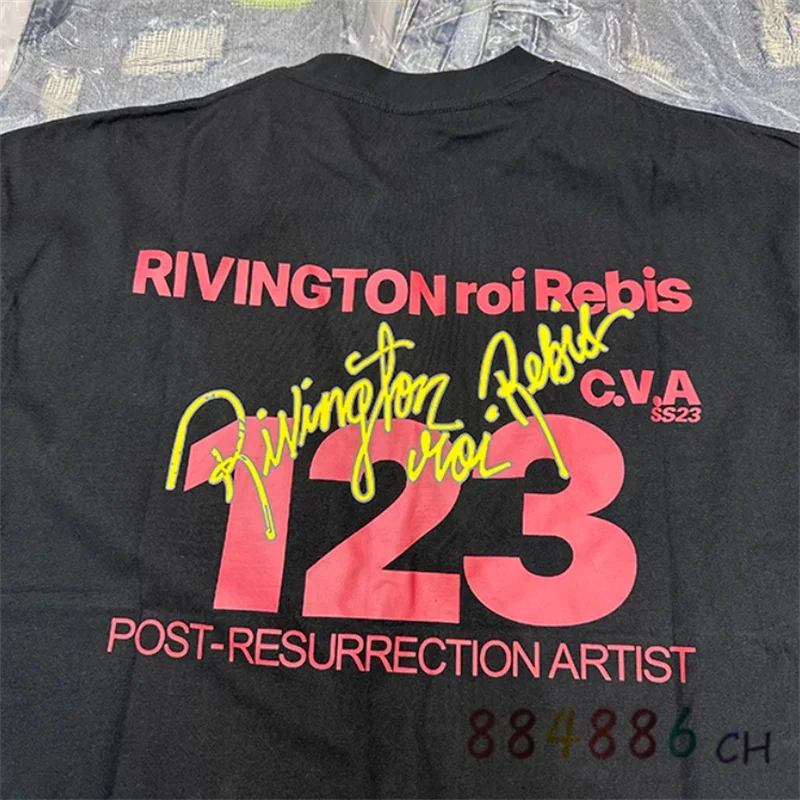 RIVINGTON roi Rebis
Rivington roi Rebis
C.V.A
SS23
123
POST-RESURRECTION ARTIST
884886 CH